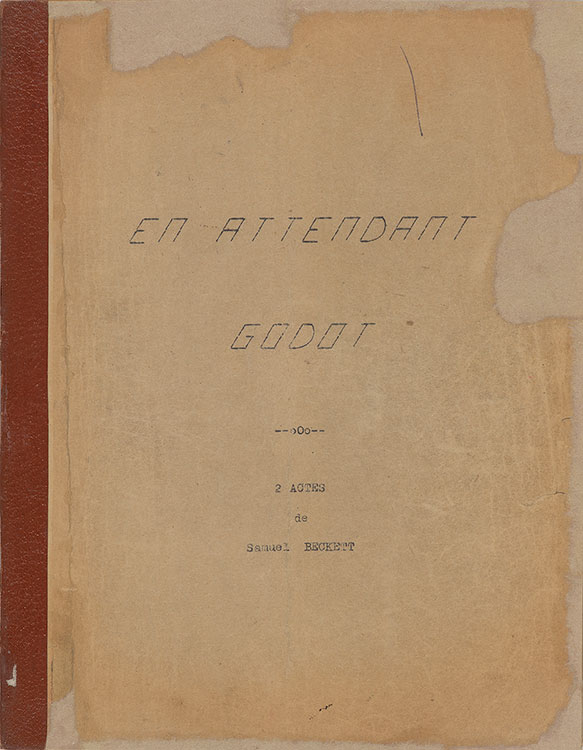 EN ATTENDANT
GODOT
--oOo--
2 ACTES
de
Samuel BECKETT